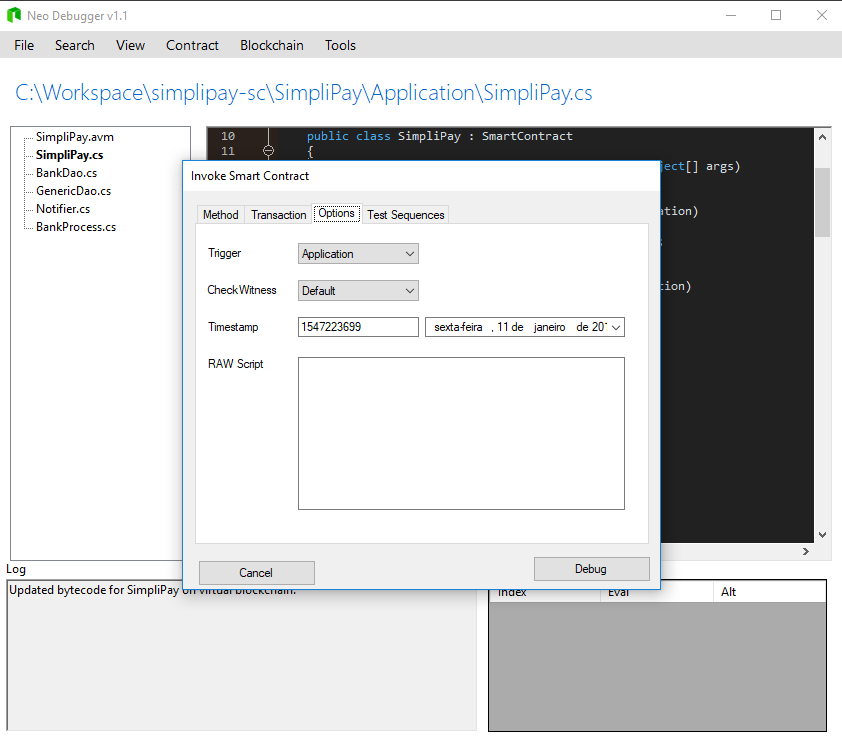 Neo Debugger v1.1
File Search View Contract Blockchain Tools
C:\Workspace\simplipay-sc\SimpliPay\Application\SimpliPay.cs
SimpliPay.avm
SimpliPay.cs
BankDao.cs
GenericDao.cs
Notifier.cs
BankProcess.cs
10 public class SimpliPay : SmartContract
11 {
ject[] args)
ation)
tion)
Invoke Smart Contract
Method Transaction Options Test Sequences
Trigger Application
CheckWitness Default
Timestamp 1547223699 sexta-feira , 11 de janeiro de 201
RAW Script
Cancel Debug
Log
Updated bytecode for SimpliPay on virtual blockchain.
Index Eval Alt